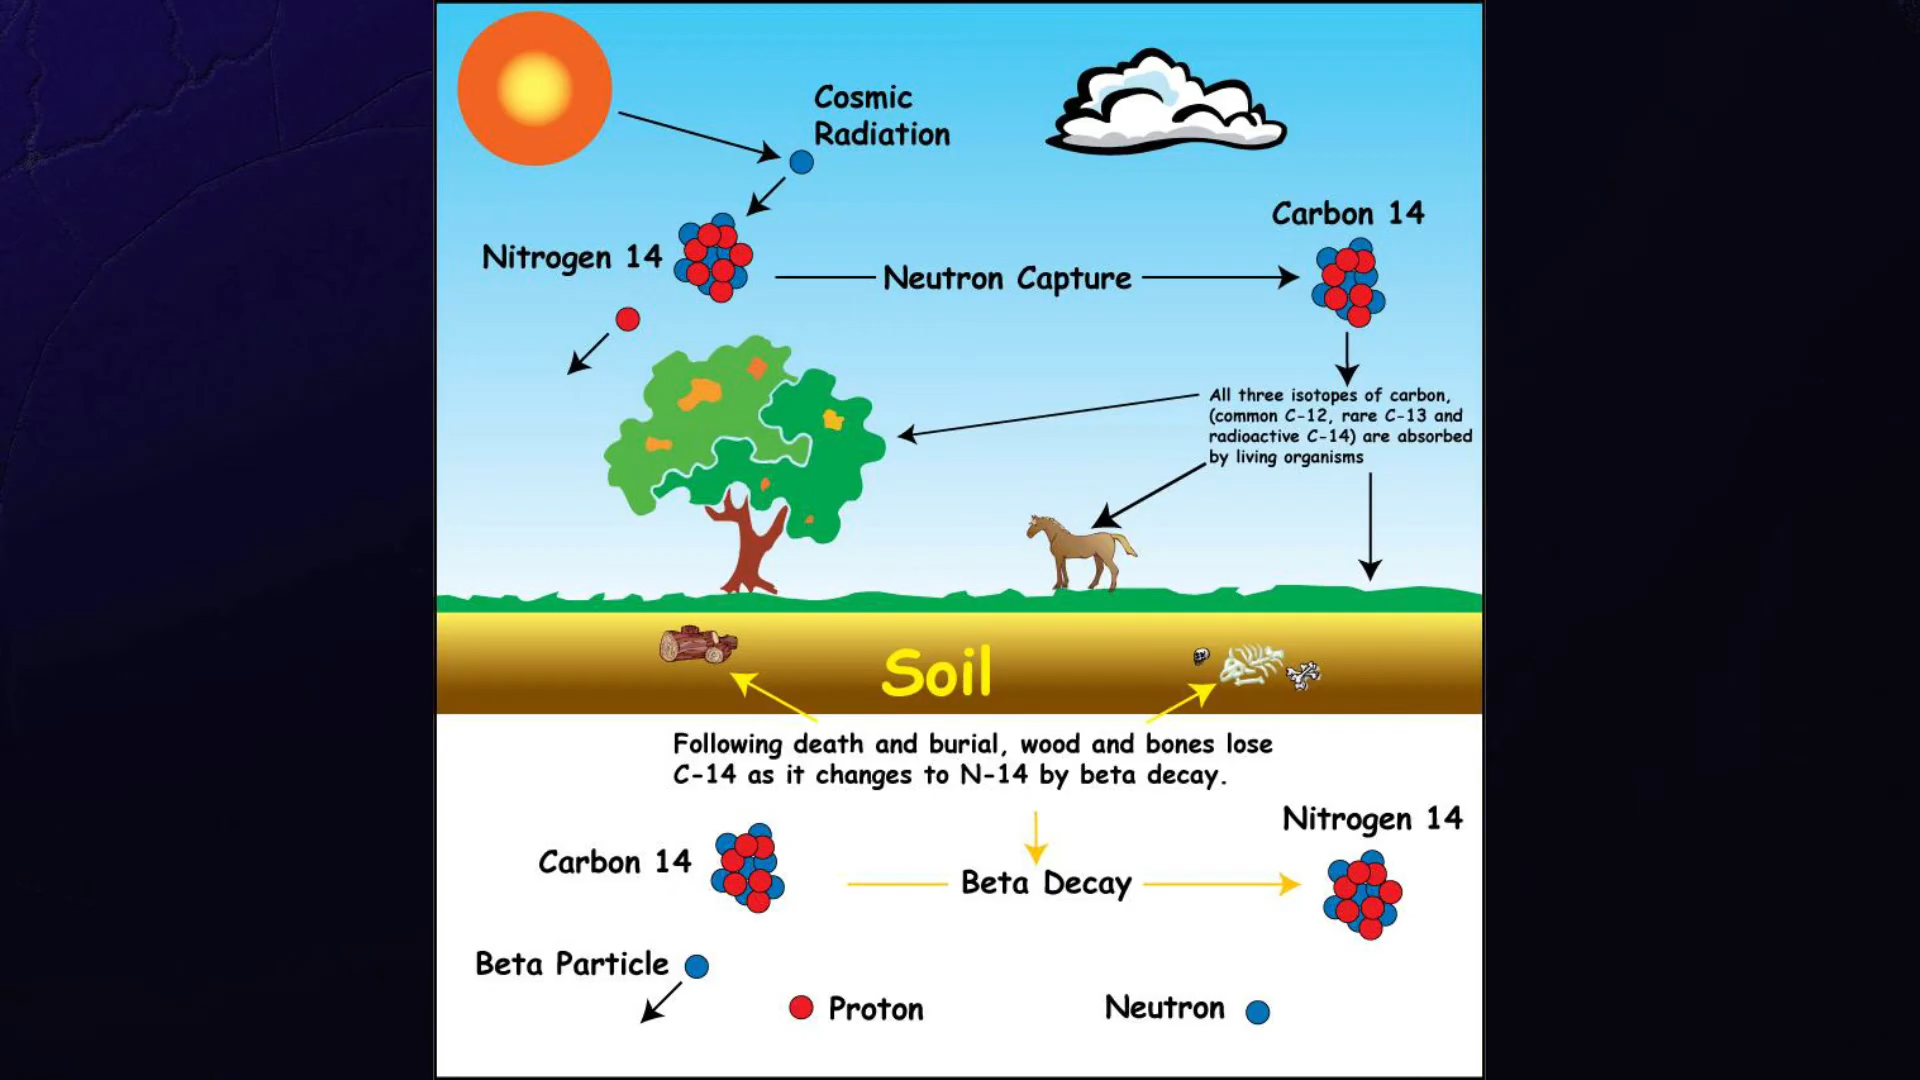 Cosmic
Radiation
Carbon 14
Nitrogen 14
Neutron Capture
All three isotopes of carbon,
(common C-12, rare C-13 and
radioactive C-14) are absorbed
by living organisms
Soil
Following death and burial, wood and bones lose
C-14 as it changes to N-14 by beta decay.
Nitrogen 14
Carbon 14
Beta Decay
Beta Particle
Proton
Neutron